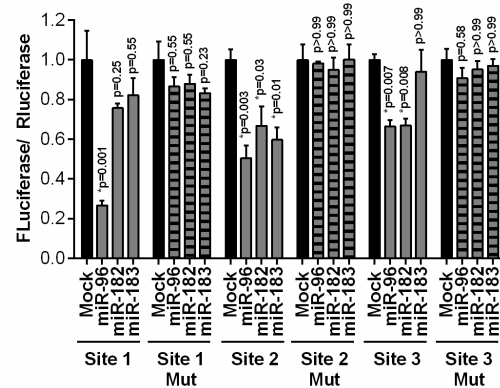 FLuciferase/ Rluciferase
1.2
1.0
0.8
0.6
0.4
0.2
0.0
*p=0.001
p=0.25
p=0.55
p=0.55
p=0.55
p=0.23
*p=0.003
*p=0.03
*p=0.01
p>0.99
p>0.99
p>0.99
*p=0.007
*p=0.008
p>0.99
p=0.58
p>0.99
p>0.99
Mock
miR-96
miR-182
miR-183
Mock
miR-96
miR-182
miR-183
Mock
miR-96
miR-182
miR-183
Mock
miR-96
miR-182
miR-183
Mock
miR-96
miR-182
miR-183
Mock
miR-96
miR-182
miR-183
Site 1
Site 1
Mut
Site 2
Site 2
Mut
Site 3
Site 3
Mut